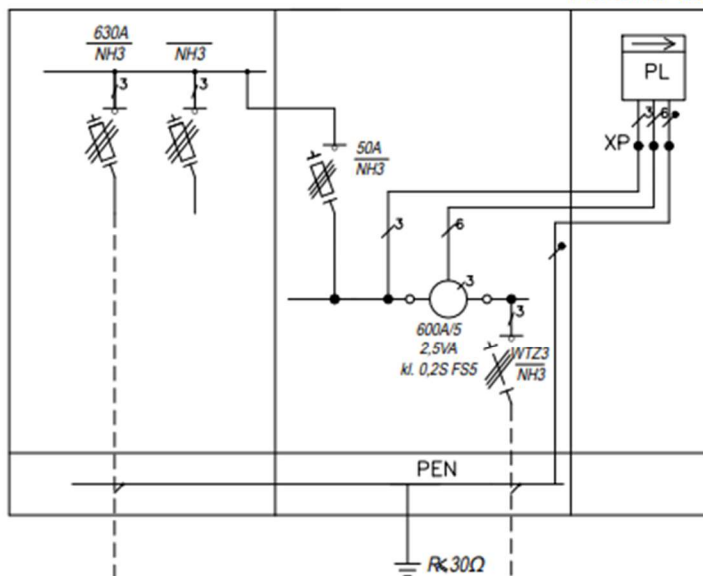 630A
NH3
NH3
3
3
50A
NH3
PL
3
6
XP
3
6
3
600A/5
2,5VA
kl. 0,2S FS5
3
WTZ3
NH3
PEN
R<30Ω